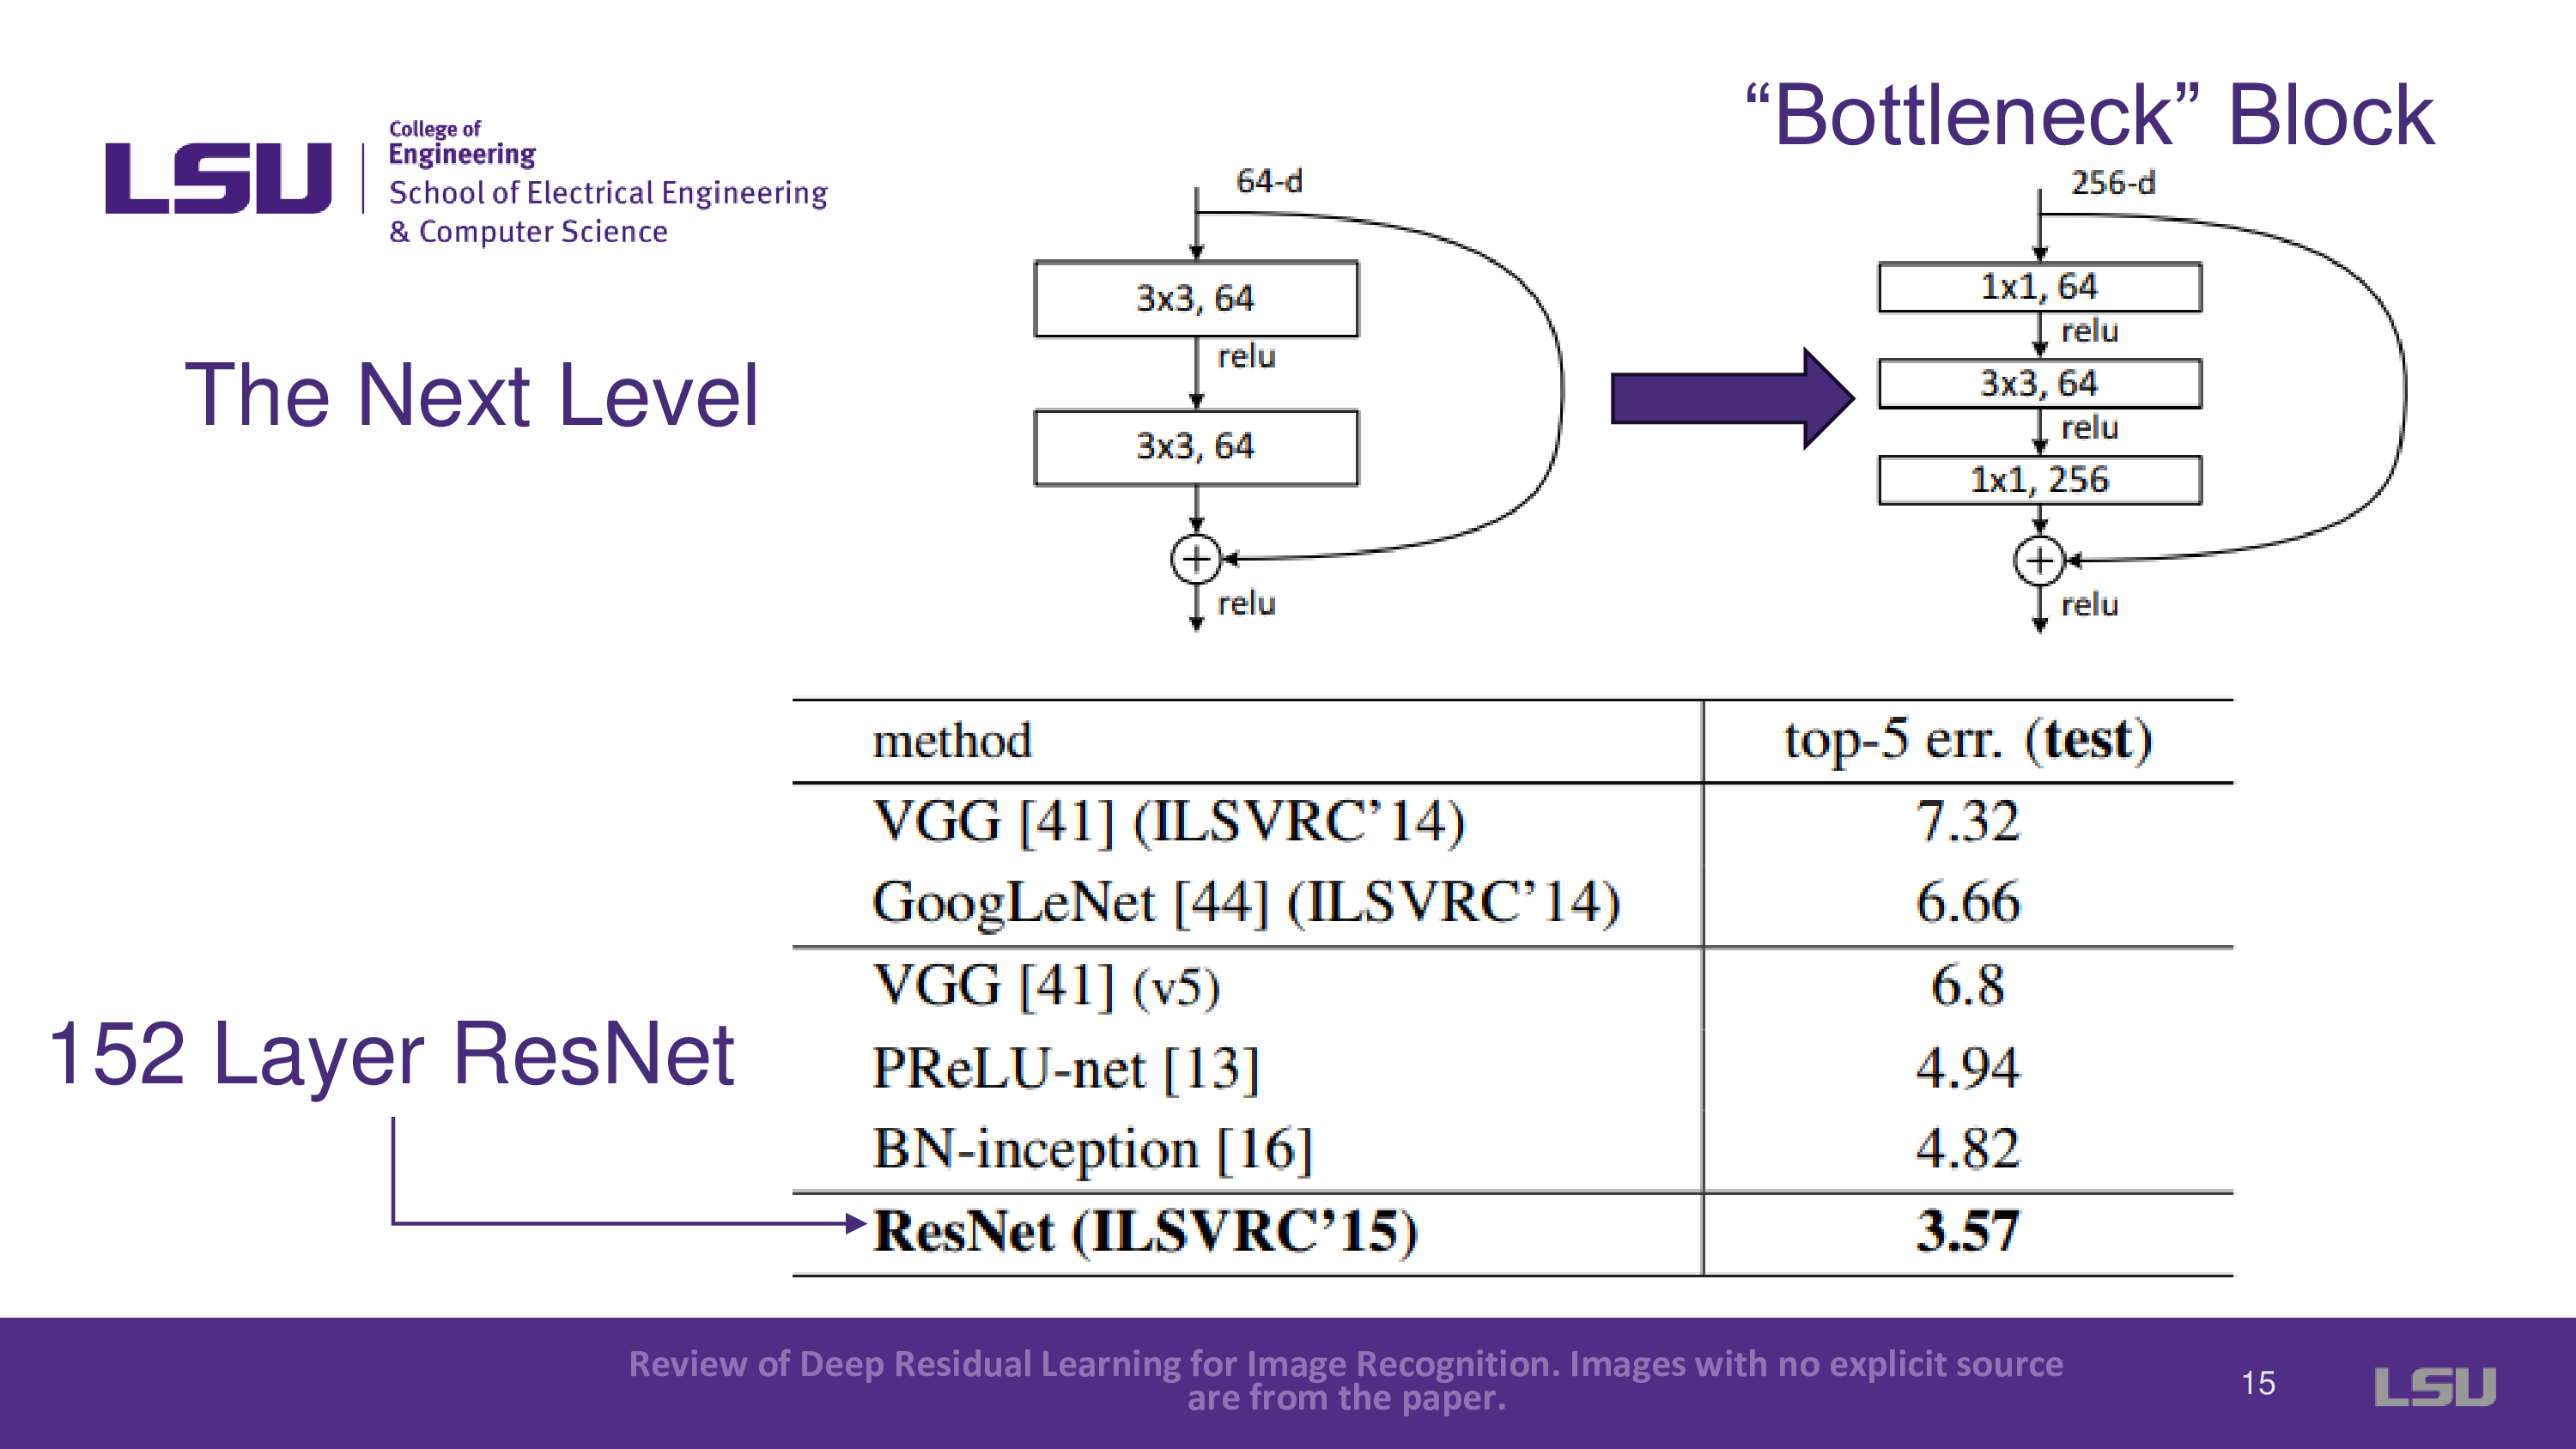 LSU
College of
Engineering
School of Electrical Engineering
& Computer Science
The Next Level
“Bottleneck” Block
64-d
3x3, 64
relu
3x3, 64
+
relu
256-d
1x1, 64
relu
3x3, 64
relu
1x1, 256
+
relu
method top-5 err. (test)
VGG [41] (ILSVRC’14) 7.32
GoogLeNet [44] (ILSVRC’14) 6.66
VGG [41] (v5) 6.8
PReLU-net [13] 4.94
BN-inception [16] 4.82
ResNet (ILSVRC’15) 3.57
152 Layer ResNet
Review of Deep Residual Learning for Image Recognition. Images with no explicit source
are from the paper.
15
LSU